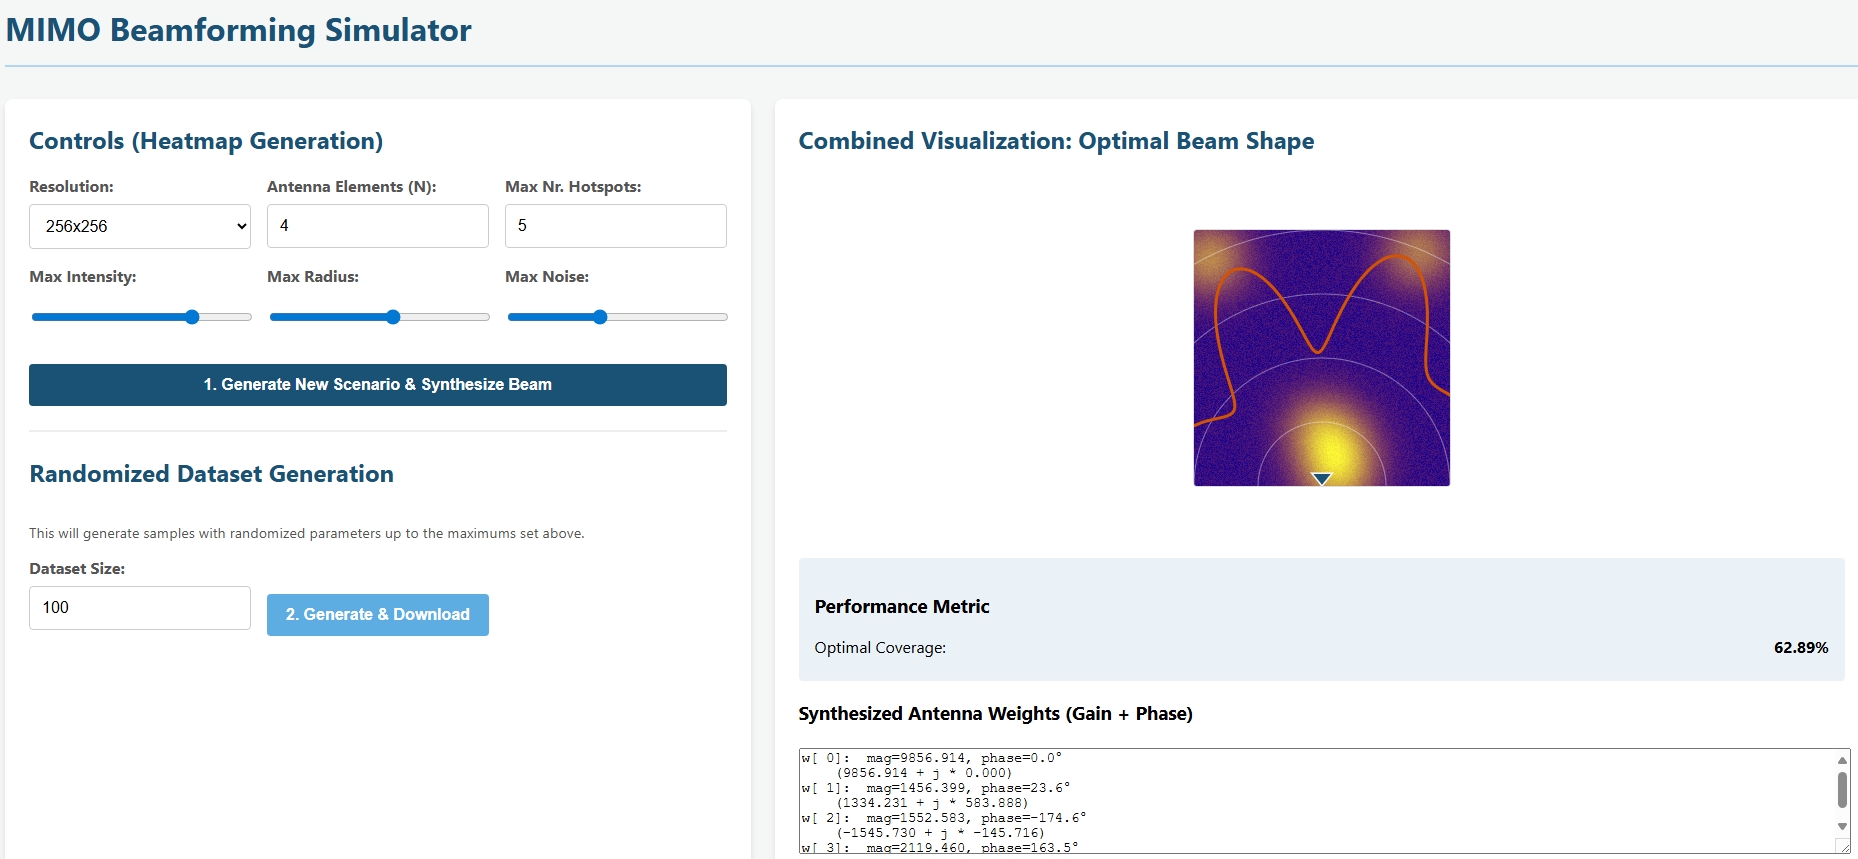 MIMO Beamforming Simulator
Controls (Heatmap Generation)
Resolution:
Antenna Elements (N):
Max Nr. Hotspots:
256x256
4
5
Max Intensity:
Max Radius:
Max Noise:
1. Generate New Scenario & Synthesize Beam
Randomized Dataset Generation
This will generate samples with randomized parameters up to the maximums set above.
Dataset Size:
100
2. Generate & Download
Combined Visualization: Optimal Beam Shape
Performance Metric
Optimal Coverage:
62.89%
Synthesized Antenna Weights (Gain + Phase)
w[ 0]:  mag=9856.914, phase=0.0°
(9856.914 + j * 0.000)
w[ 1]:  mag=1456.399, phase=23.6°
(1334.231 + j * 583.888)
w[ 2]:  mag=1552.583, phase=-174.6°
(-1545.730 + j * -145.716)
w[ 3]:  mag=2119.460, phase=163.5°